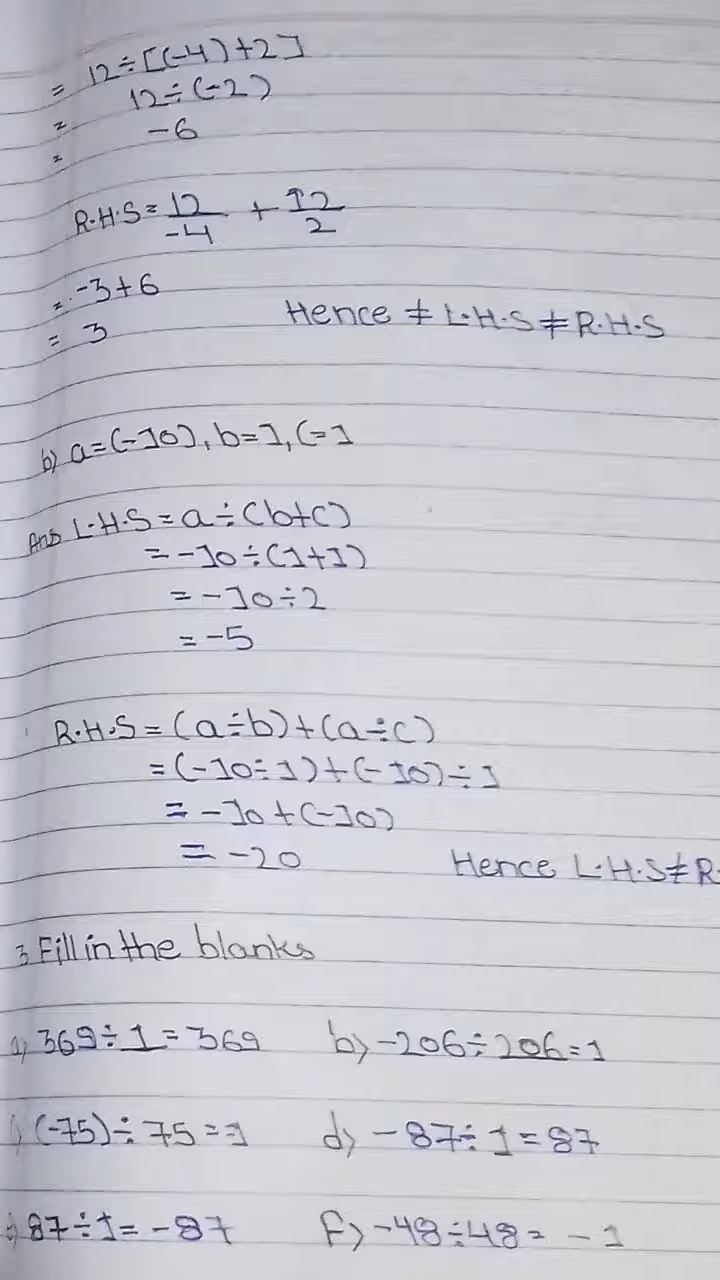 = 12÷[(-4)+2]
= 12÷(-2)
= -6
R.H.S = 12/-4 + 12/2
= -3+6
= 3 Hence ≠ L.H.S ≠ R.H.S
b) a=(-10), b=1, C=1
Ans L.H.S = a÷(b+c)
= -10÷(1+1)
= -10÷2
= -5
R.H.S = (a÷b)+(a÷c)
= (-10÷1)+(-10)÷1
= -10+(-10)
= -20 Hence L.H.S≠R.
3 Fill in the blanks
a) 369÷1=369 b) -206÷206=1
) (-75)÷75=-1 d) -87÷1=87
) 87÷1= -87 f) -48÷48= -1